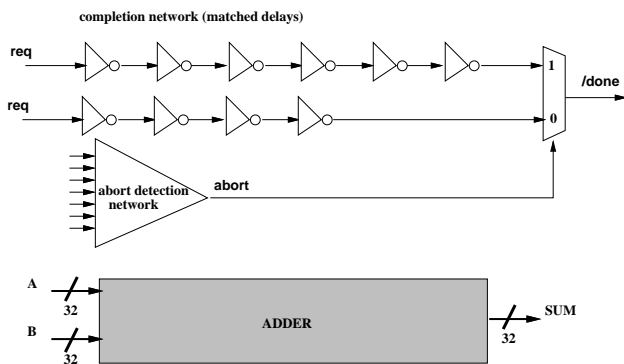 completion network (matched delays)
req
1
/done
req
0
abort detection
network
abort
A
32
ADDER
SUM
32
B
32